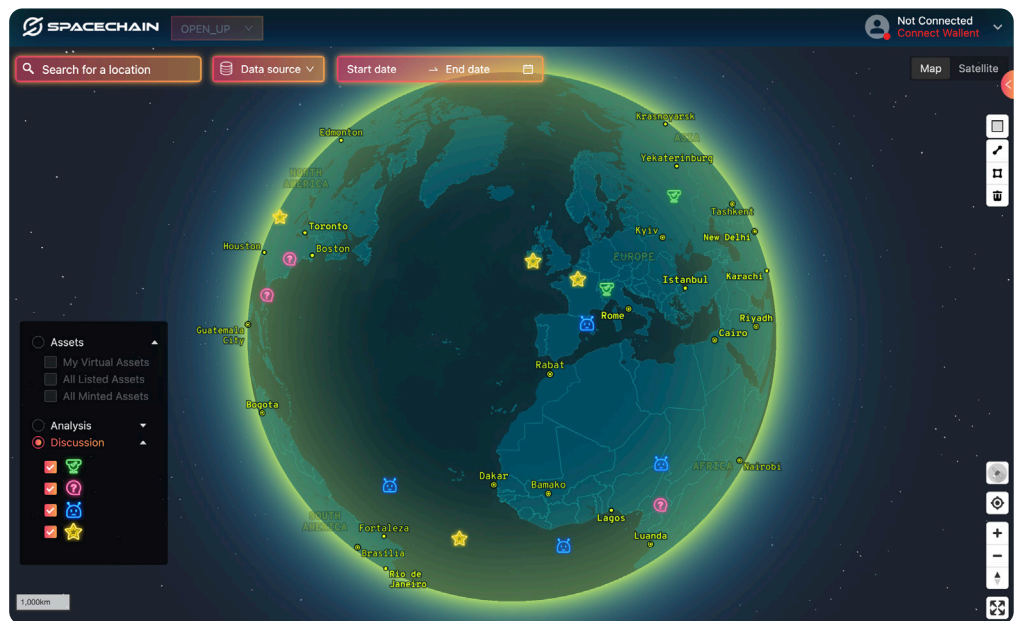 SPACECHAIN
OPEN_UP
Not Connected
Connect Wallent
Search for a location
Data source
Start date
End date
Map
Satellite
Krasnoyarsk
ASIA
Edmonton
Yekaterinburg
NORTH
AMERICA
Tashkent
Toronto
Kyiv
New Delhi
Houston
Boston
EUROPE
Istanbul
Karachi
Rome
Riyadh
Guatemala
City
Cairo
Assets
My Virtual Assets
All Listed Assets
All Minted Assets
Rabat
Bogota
Analysis
Discussion
AFRICA
Nairobi
Dakar
Bamako
SOUTH
AMERICA
Fortaleza
Lagos
Luanda
Brasília
Rio de
Janeiro
1,000km